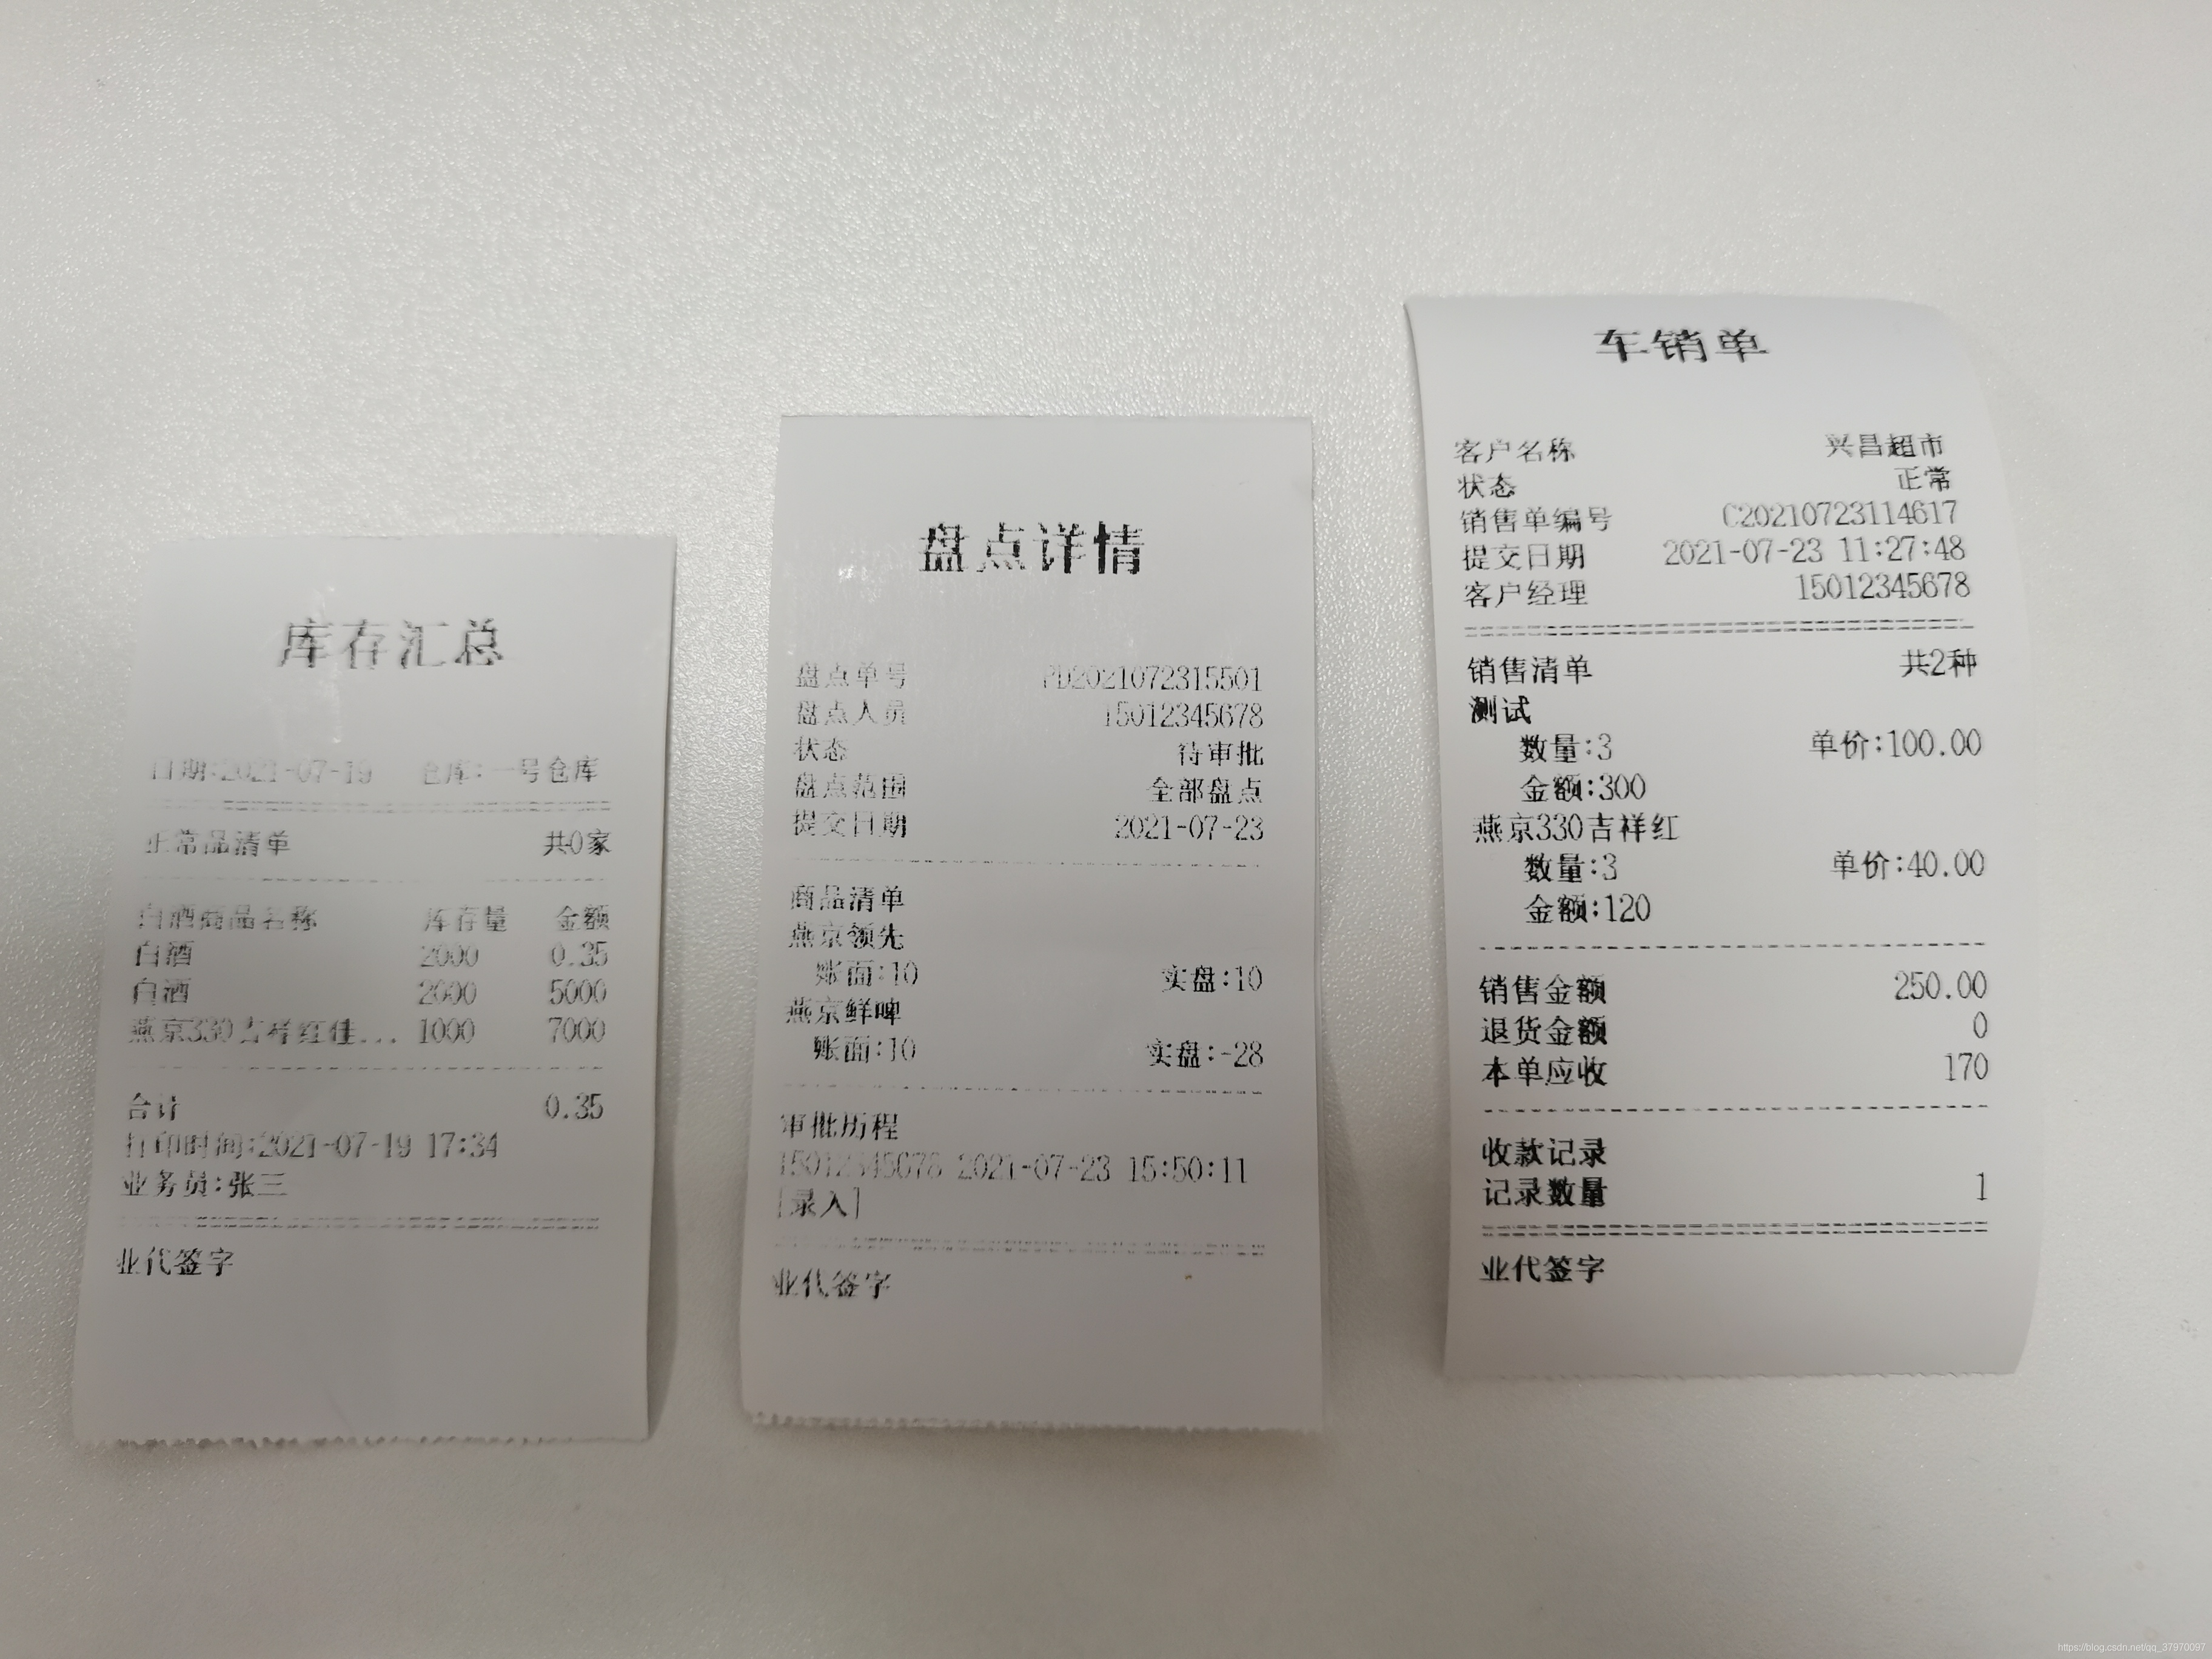 库存汇总
日期:2021-07-19 仓库:一号仓库
正常品清单 共0家
白酒商品名称 库存量 金额
白酒 2000 0.35
白酒 2000 5000
燕京330吉祥红佳... 1000 7000
合计 0.35
打印时间:2021-07-19 17:34
业务员:张三
业代签字
盘点详情
盘点单号 PD2021072315501
盘点人员 15012345678
状态 待审批
盘点范围 全部盘点
提交日期 2021-07-23
商品清单
燕京领先
账面:10 实盘:10
燕京鲜啤
账面:10 实盘:-28
审批历程
15012345678 2021-07-23 15:50:11
[录入]
业代签字
车销单
客户名称 兴昌超市
状态 正常
销售单编号 C20210723114617
提交日期 2021-07-23 11:27:48
客户经理 15012345678
销售清单 共2种
测试
数量:3 单价:100.00
金额:300
燕京330吉祥红
数量:3 单价:40.00
金额:120
销售金额 250.00
退货金额 0
本单应收 170
收款记录
记录数量 1
业代签字
https://blog.csdn.net/qq_37970097